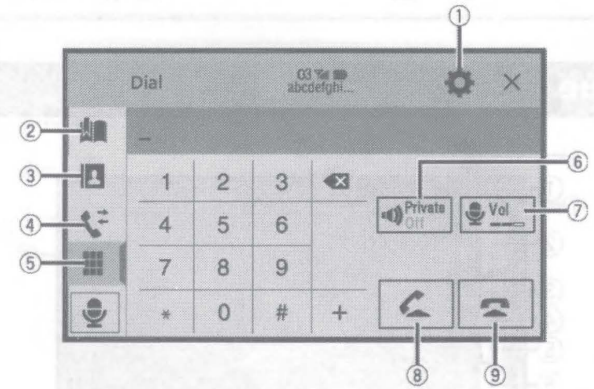 ①
Dial
03
abcdefghi...
②
③
④
⑤
_
1 2 3
4 5 6
7 8 9
* 0 # +
⑥
Private
Off
⑦
Vol
⑧
⑨